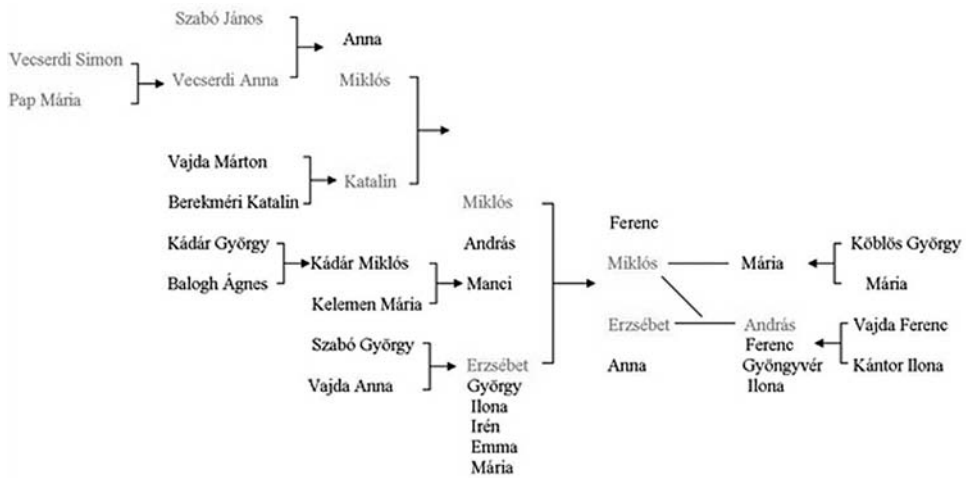 Szabó János
Anna
Vecserdi Simon
Vecserdi Anna
Miklós
Pap Mária
Vajda Márton
Katalin
Berekméri Katalin
Miklós
Ferenc
Kádár György
András
Köblös György
Kádár Miklós
Miklós
Mária
Balogh Ágnes
Manci
Mária
Kelemen Mária
Erzsébet
András
Vajda Ferenc
Szabó György
Ferenc
Erzsébet
Anna
Gyöngyvér
Kántor Ilona
Vajda Anna
György
Ilona
Ilona
Irén
Emma
Mária